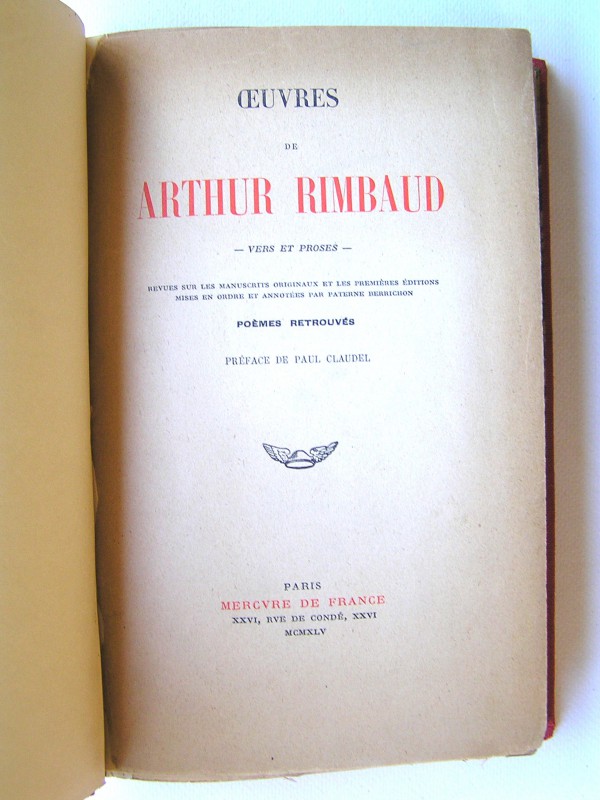 ŒUVRES
DE
ARTHUR RIMBAUD
— VERS ET PROSES —
REVUES SUR LES MANUSCRITS ORIGINAUX ET LES PREMIÈRES ÉDITIONS
MISES EN ORDRE ET ANNOTÉES PAR PATERNE BERRICHON
POÈMES RETROUVÉS
PRÉFACE DE PAUL CLAUDEL
PARIS
MERCVRE DE FRANCE
XXVI, RVE DE CONDÉ, XXVI
MCMXLV